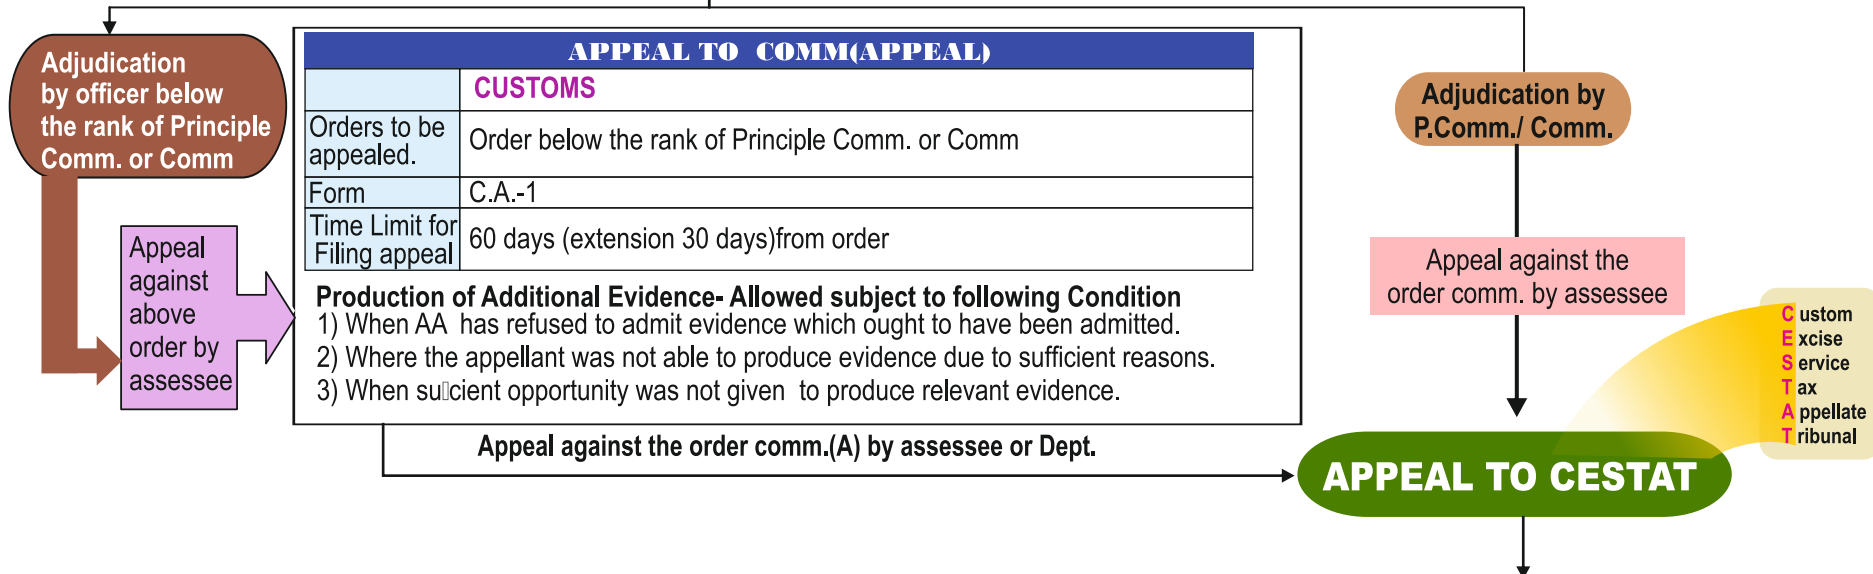 Adjudication
by officer below
the rank of Principle
Comm. or Comm
APPEAL TO COMM(APPEAL)
CUSTOMS
Orders to be
appealed.
Order below the rank of Principle Comm. or Comm
Form
C.A.-1
Time Limit for
Filing appeal
60 days (extension 30 days)from order
Appeal
against
above
order by
assessee
Production of Additional Evidence- Allowed subject to following Condition
1) When AA has refused to admit evidence which ought to have been admitted.
2) Where the appellant was not able to produce evidence due to sufficient reasons.
3) When su▯cient opportunity was not given to produce relevant evidence.
Appeal against the order comm.(A) by assessee or Dept.
Adjudication by
P.Comm./ Comm.
Appeal against the
order comm. by assessee
Custom
Excise
Service
Tax
Appellate
Tribunal
APPEAL TO CESTAT